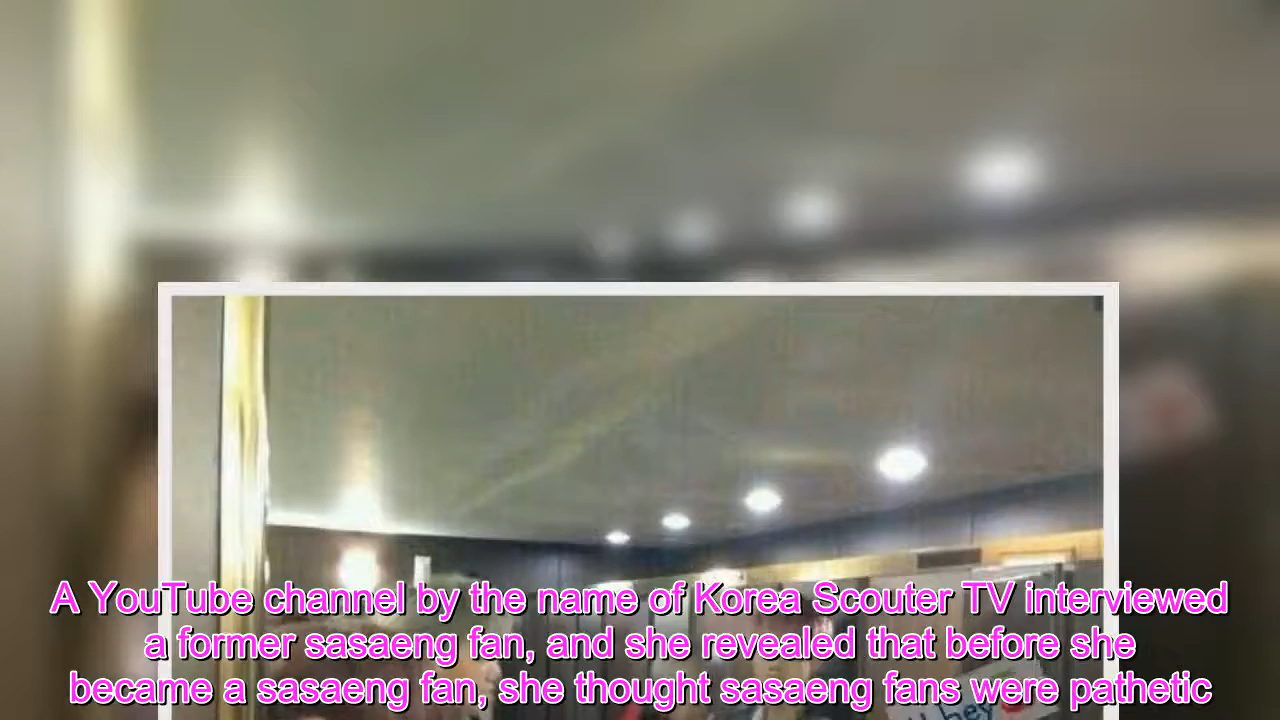 A YouTube channel by the name of Korea Scouter TV interviewed
a former sasaeng fan, and she revealed that before she
became a sasaeng fan, she thought sasaeng fans were pathetic
hey